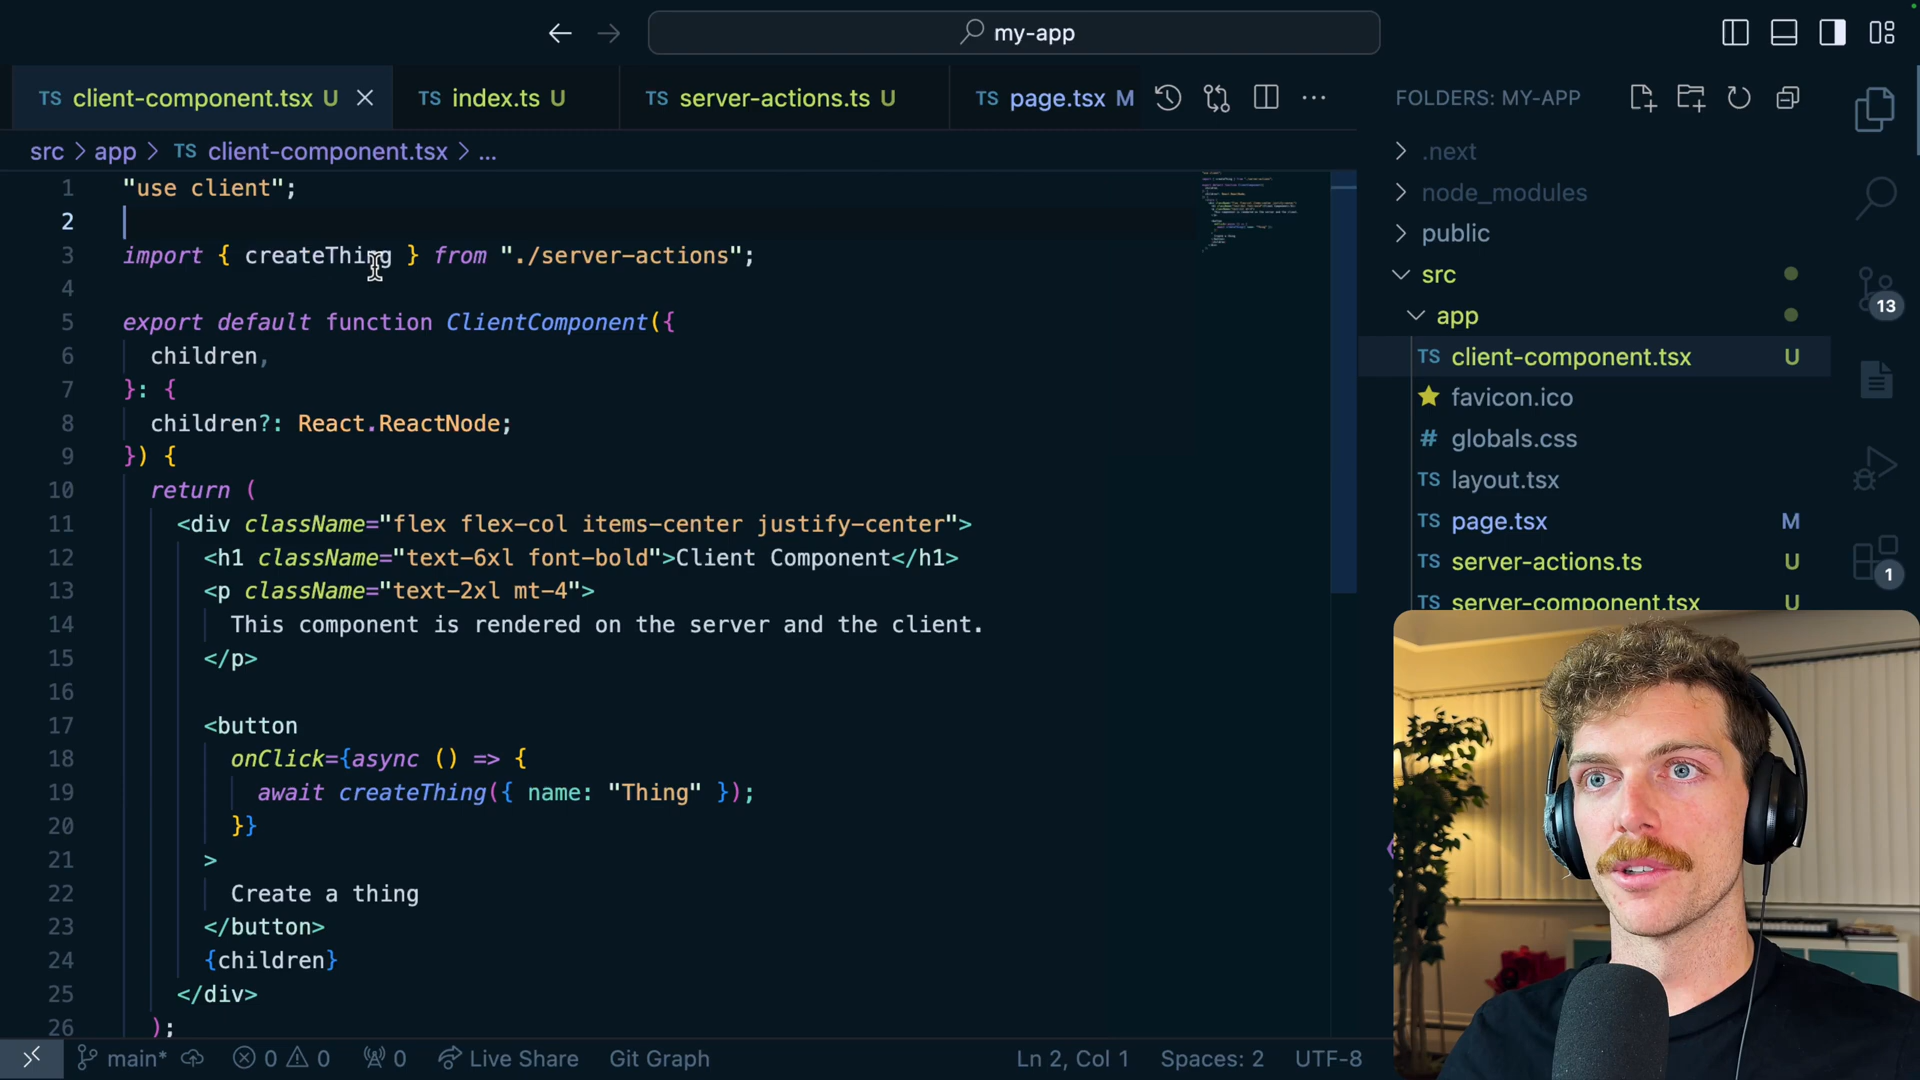 my-app
TS client-component.tsx U
TS index.ts U
TS server-actions.ts U
TS page.tsx M
src > app > TS client-component.tsx > ...
1 "use client";
2
3 import { createThing } from "./server-actions";
4
5 export default function ClientComponent({
6 children,
7 }: {
8 children?: React.ReactNode;
9 }) {
10 return (
11 <div className="flex flex-col items-center justify-center">
12 <h1 className="text-6xl font-bold">Client Component</h1>
13 <p className="text-2xl mt-4">
14 This component is rendered on the server and the client.
15 </p>
16
17 <button
18 onClick={async () => {
19 await createThing({ name: "Thing" });
20 }}
21 >
22 Create a thing
23 </button>
24 {children}
25 </div>
26 );
FOLDERS: MY-APP
.next
node_modules
public
src
app
TS client-component.tsx U
favicon.ico
# globals.css
TS layout.tsx
TS page.tsx M
TS server-actions.ts U
TS server-component.tsx U
13
1
main* 0 0 0 Live Share Git Graph
Ln 2, Col 1 Spaces: 2 UTF-8